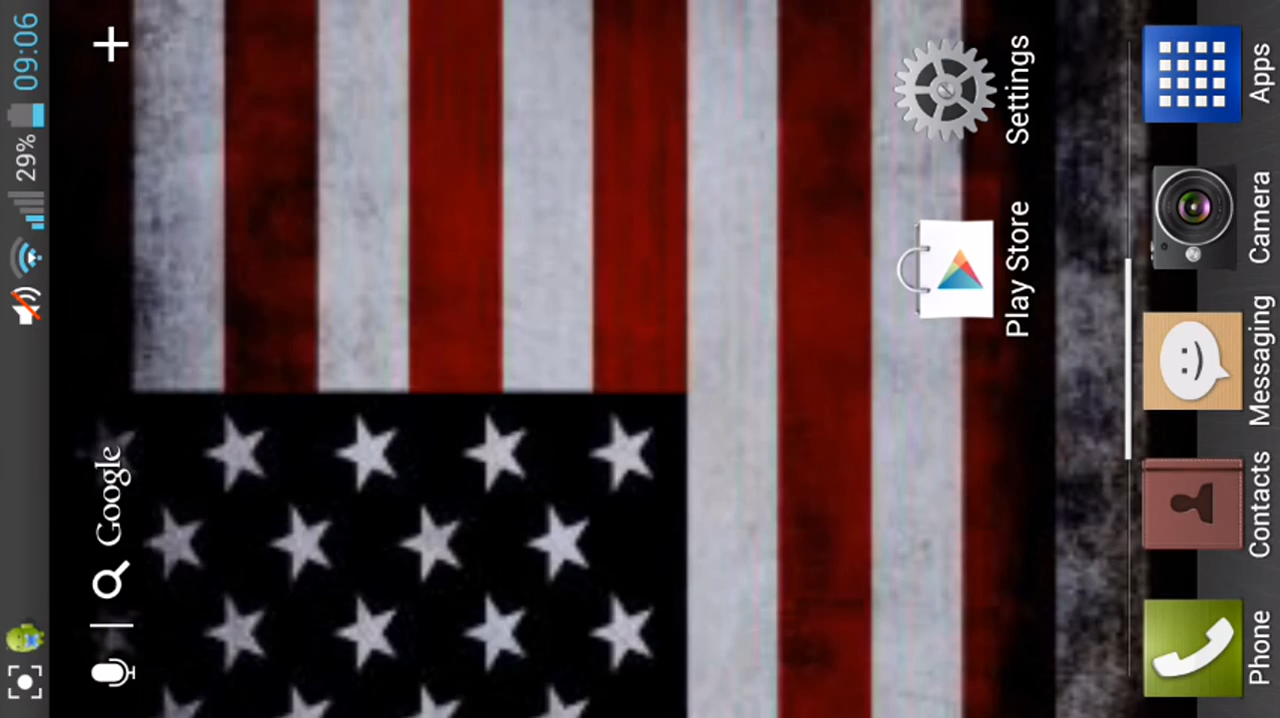 29% 09:06
Google
Play Store
Settings
Phone
Contacts
Messaging
Camera
Apps